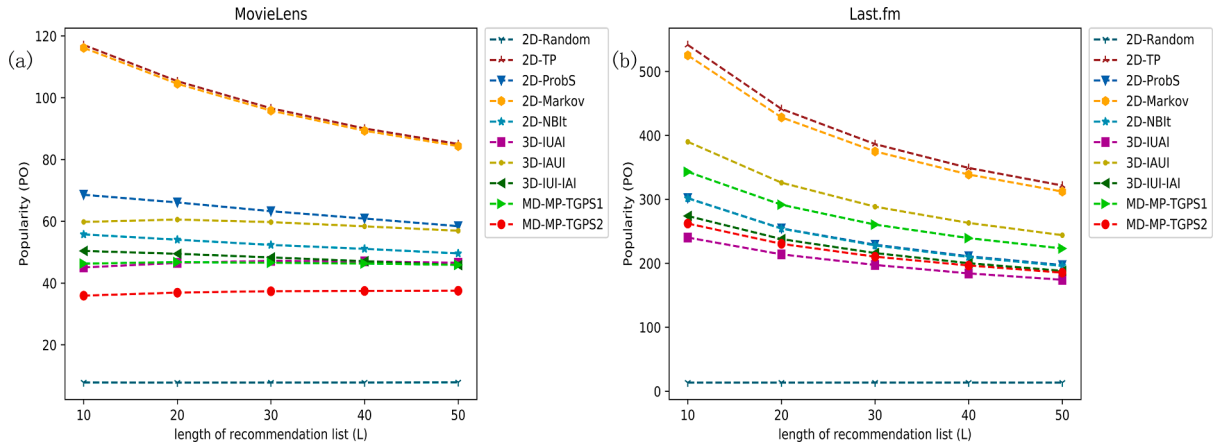 MovieLens
(a)
120
100
80
60
40
20
Popularity (PO)
10 20 30 40 50
length of recommendation list (L)
2D-Random
2D-TP
2D-ProbS
2D-Markov
2D-NBIt
3D-IUAI
3D-IAUI
3D-IUI-IAI
MD-MP-TGPS1
MD-MP-TGPS2
Last.fm
(b)
500
400
300
200
100
0
Popularity (PO)
10 20 30 40 50
length of recommendation list (L)
2D-Random
2D-TP
2D-ProbS
2D-Markov
2D-NBIt
3D-IUAI
3D-IAUI
3D-IUI-IAI
MD-MP-TGPS1
MD-MP-TGPS2